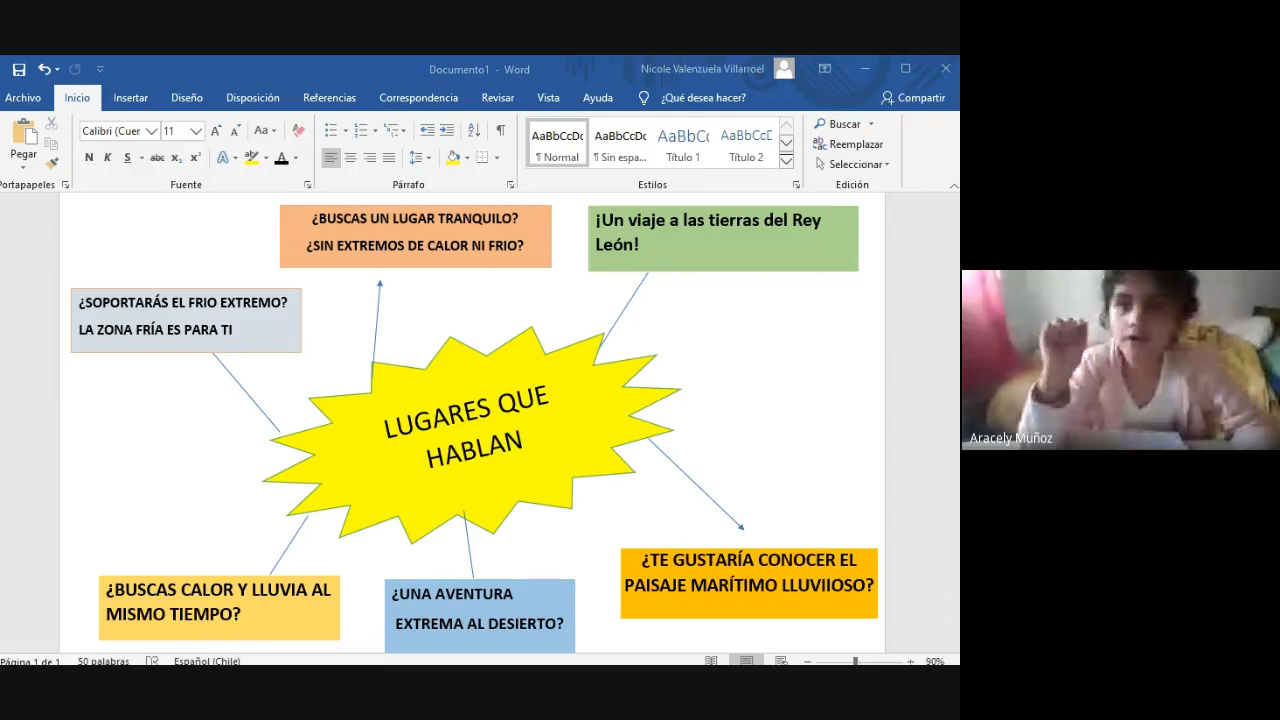 Documento1 - Word
Nicole Valenzuela Villarroel
Archivo Inicio Insertar Diseño Disposición Referencias Correspondencia Revisar Vista Ayuda ¿Qué desea hacer? Compartir
Pegar
Calibri (Cuer 11
N K S abc x₂ x²
AaBbCcDc AaBbCcDc AaBbCc AaBbCcD
¶ Normal ¶ Sin espa... Título 1 Título 2
Buscar
Reemplazar
Seleccionar
Portapapeles Fuente Párrafo Estilos Edición
¿BUSCAS UN LUGAR TRANQUILO?
¿SIN EXTREMOS DE CALOR NI FRIO?
¡Un viaje a las tierras del Rey
León!
¿SOPORTARÁS EL FRIO EXTREMO?
LA ZONA FRÍA ES PARA TI
LUGARES QUE
HABLAN
¿BUSCAS CALOR Y LLUVIA AL
MISMO TIEMPO?
¿UNA AVENTURA
EXTREMA AL DESIERTO?
¿TE GUSTARÍA CONOCER EL
PAISAJE MARÍTIMO LLUVIIOSO?
Aracely Muñoz
Página 1 de 1 50 palabras Español (Chile) 90%